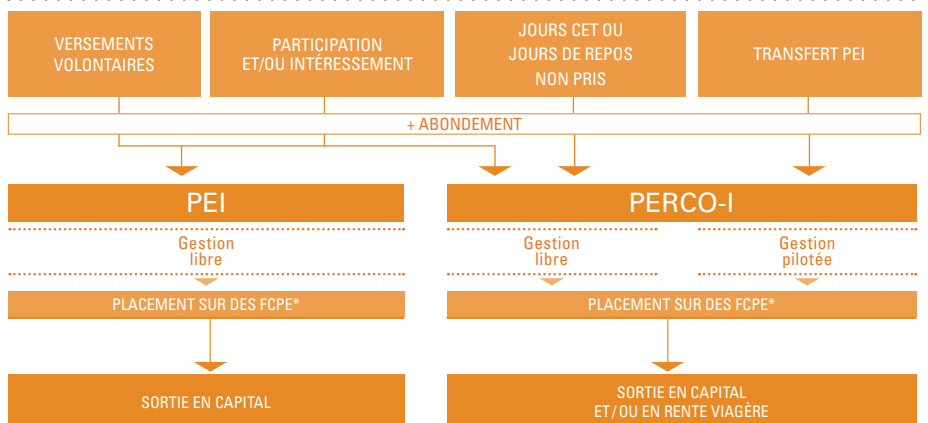 VERSEMENTS
VOLONTAIRES
PARTICIPATION
ET/OU INTÉRESSEMENT
JOURS CET OU
JOURS DE REPOS
NON PRIS
TRANSFERT PEI
+ ABONDEMENT
PEI
PERCO-I
Gestion
libre
Gestion
libre
Gestion
pilotée
PLACEMENT SUR DES FCPE*
PLACEMENT SUR DES FCPE*
SORTIE EN CAPITAL
SORTIE EN CAPITAL
ET/OU EN RENTE VIAGÈRE